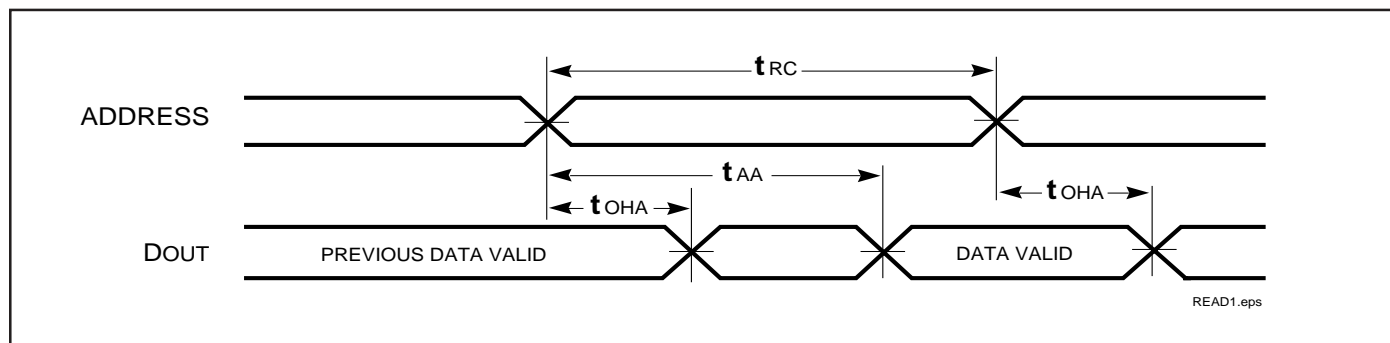 tRC
ADDRESS
tAA
tOHA
tOHA
DOUT
PREVIOUS DATA VALID
DATA VALID
READ1.eps